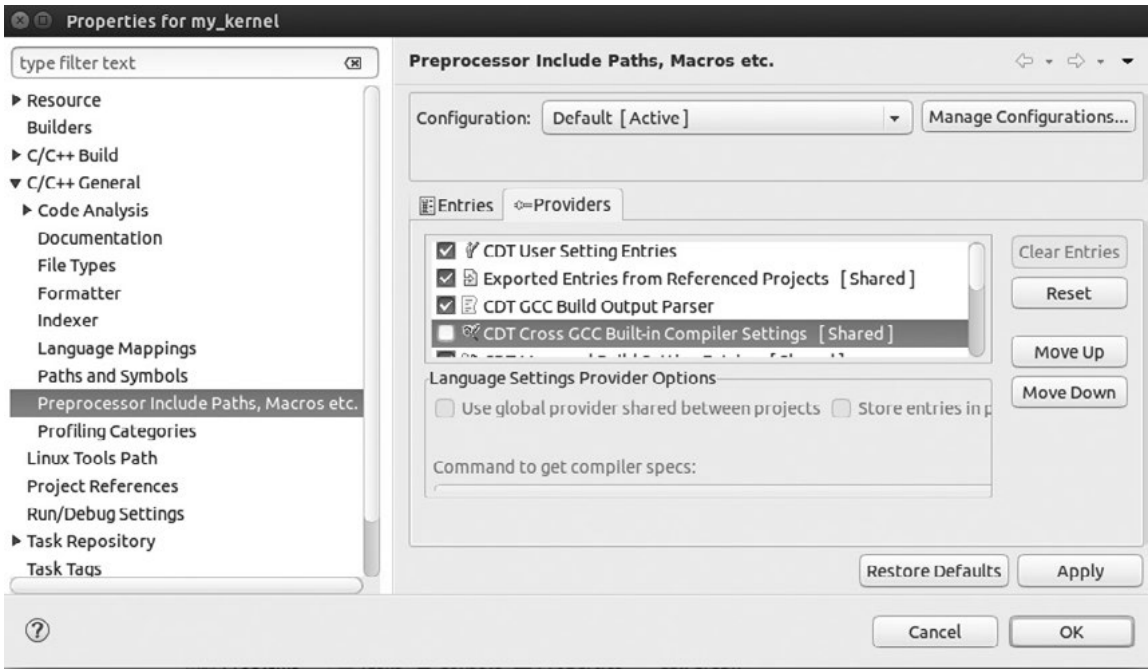 Properties for my_kernel
type filter text
Resource
Builders
C/C++ Build
C/C++ General
Code Analysis
Documentation
File Types
Formatter
Indexer
Language Mappings
Paths and Symbols
Preprocessor Include Paths, Macros etc.
Profiling Categories
Linux Tools Path
Project References
Run/Debug Settings
Task Repository
Task Tags
Preprocessor Include Paths, Macros etc.
Configuration: Default [Active] Manage Configurations...
Entries Providers
CDT User Setting Entries
Exported Entries from Referenced Projects [Shared]
CDT GCC Build Output Parser
CDT Cross GCC Built-in Compiler Settings [Shared]
Clear Entries
Reset
Move Up
Move Down
Language Settings Provider Options
Use global provider shared between projects Store entries in p
Command to get compiler specs:
Restore Defaults Apply
Cancel OK